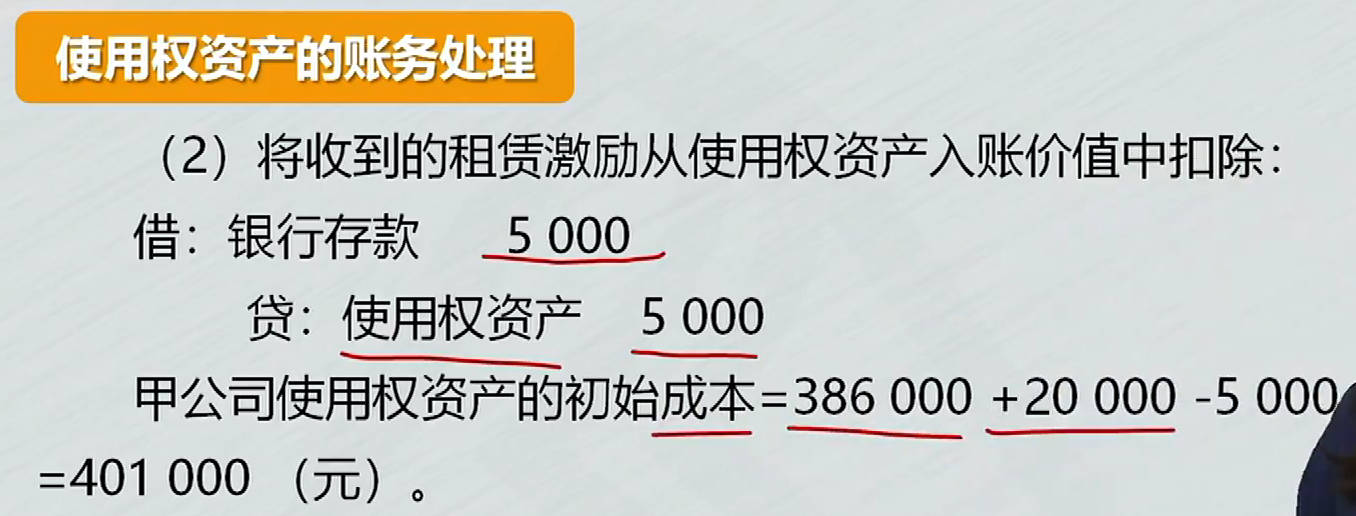 使用权资产的账务处理
（2）将收到的租赁激励从使用权资产入账价值中扣除：
借：银行存款 5 000
贷：使用权资产 5 000
甲公司使用权资产的初始成本=386 000 +20 000 -5 000
=401 000 （元）。